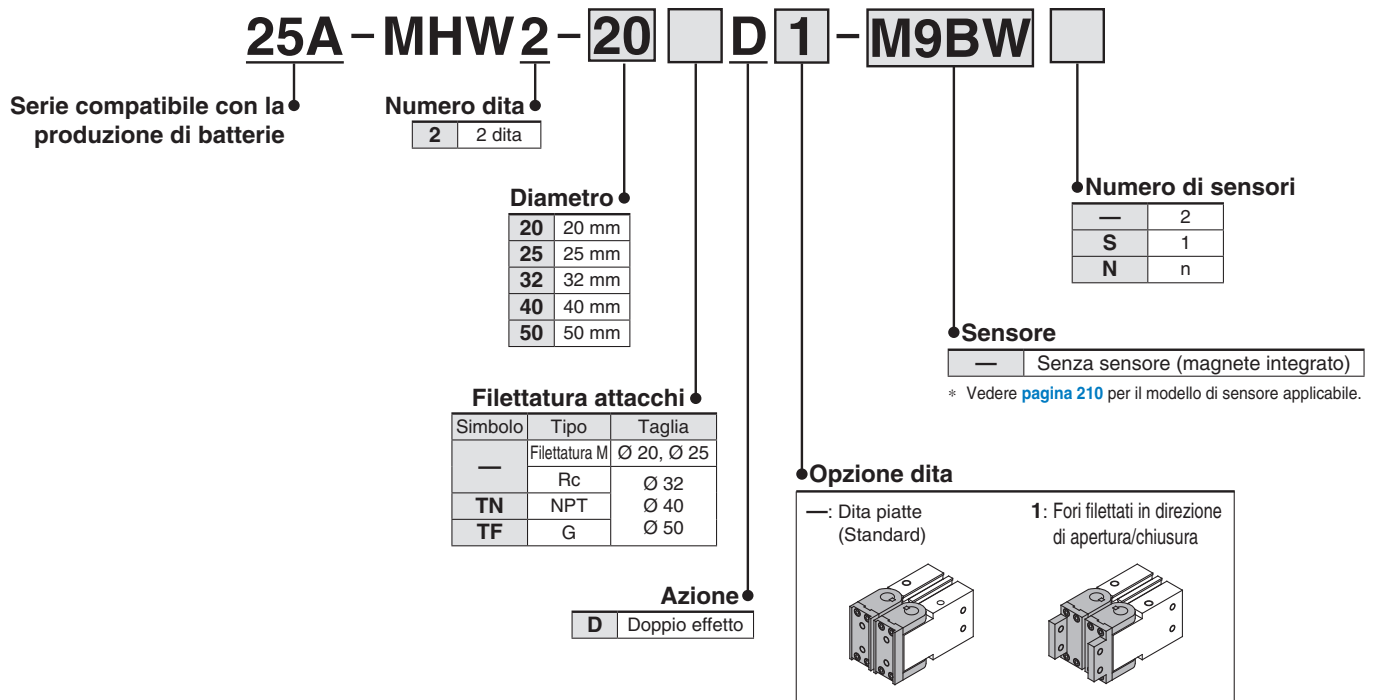 25A-MHW2-20 D1-M9BW
Serie compatibile con la
produzione di batterie
Numero dita
2 2 dita
Diametro
20 20 mm
25 25 mm
32 32 mm
40 40 mm
50 50 mm
Filettatura attacchi
Simbolo Tipo Taglia
— Filettatura M Ø 20, Ø 25
Rc Ø 32
TN NPT Ø 40
TF G Ø 50
Azione
D Doppio effetto
Numero di sensori
— 2
S 1
N n
Sensore
— Senza sensore (magnete integrato)
* Vedere pagina 210 per il modello di sensore applicabile.
Opzione dita
—: Dita piatte
(Standard)
1: Fori filettati in direzione
di apertura/chiusura